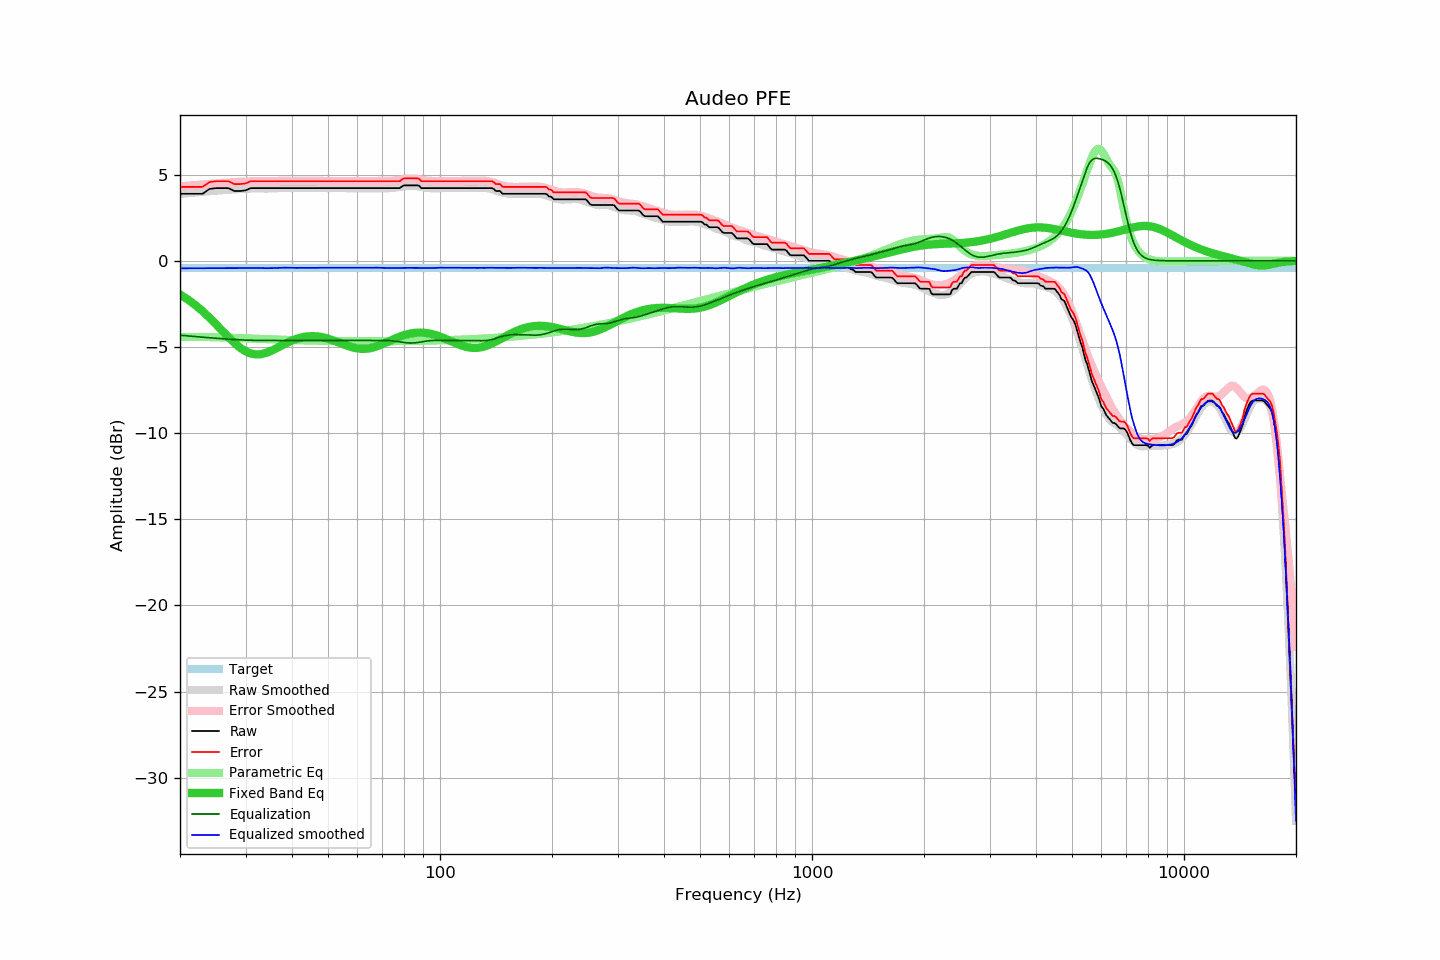 Audeo PFE
Amplitude (dBr)
5
0
−5
−10
−15
−20
−25
−30
Target
Raw Smoothed
Error Smoothed
Raw
Error
Parametric Eq
Fixed Band Eq
Equalization
Equalized smoothed
100 1000 10000
Frequency (Hz)